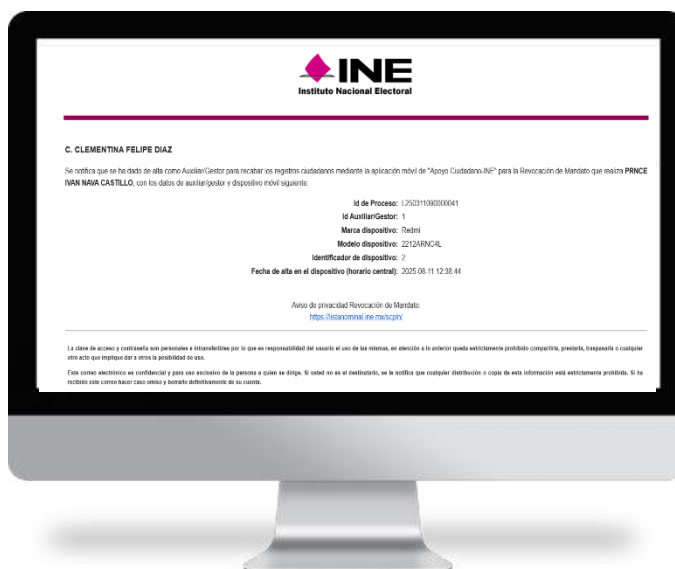 INE
Instituto Nacional Electoral
C. CLEMENTINA FELIPE DIAZ
Se notifica que se ha dado de alta como Auxiliar/Gestor para recabar los registros ciudadanos mediante la aplicación móvil de "Apoyo Ciudadano-INE" para la Revocación de Mandato que realiza PRNCE
IVAN NAVA CASTILLO, con los datos de auxiliar/gestor y dispositivo móvil siguiente:
Id de Proceso: I.250311090000041
Id Auxiliar/Gestor: 1
Marca dispositivo: Redmi
Modelo dispositivo: 2212ARNC4L
Identificador de dispositivo: 2
Fecha de alta en el dispositivo (horario central): 2025-08-11 12:38:44
Aviso de privacidad Revocación de Mandato:
https://listanominal.ine.mx/scpln/
La clave de acceso y contraseña son personales e intransferibles por lo que es responsabilidad del usuario el uso de las mismas, en atención a lo anterior queda estrictamente prohibido compartirla, prestarla, traspasarla o cualquier
otro acto que implique dar a otros la posibilidad de uso.
Este correo electrónico es confidencial y para uso exclusivo de la persona a quien se dirige. Si usted no es el destinatario, se le notifica que cualquier distribución o copia de esta información está estrictamente prohibida. Si ha
recibido este correo hacer caso omiso y borrarlo definitivamente de su cuenta.